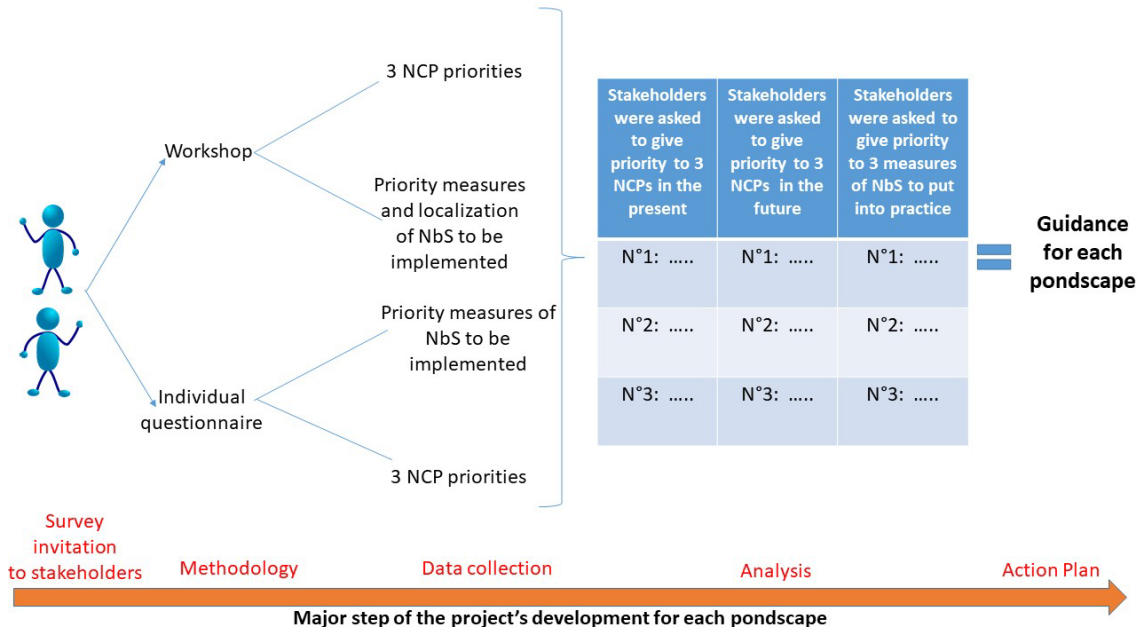 3 NCP priorities
Workshop
Priority measures
and localization
of NbS to be
implemented
Priority measures of
NbS to be
implemented
Individual
questionnaire
3 NCP priorities
Stakeholders
were asked
to give
priority to 3
NCPs in the
present
Stakeholders
were asked
to give
priority to 3
NCPs in the
future
Stakeholders
were asked to
give priority
to 3 measures
of NbS to put
into practice
N°1: .....
N°1: .....
N°1: .....
N°2: .....
N°2: .....
N°2: .....
N°3: .....
N°3: .....
N°3: .....
Guidance
for each
pondscape
Survey
invitation
to stakeholders
Methodology
Data collection
Analysis
Action Plan
Major step of the project's development for each pondscape